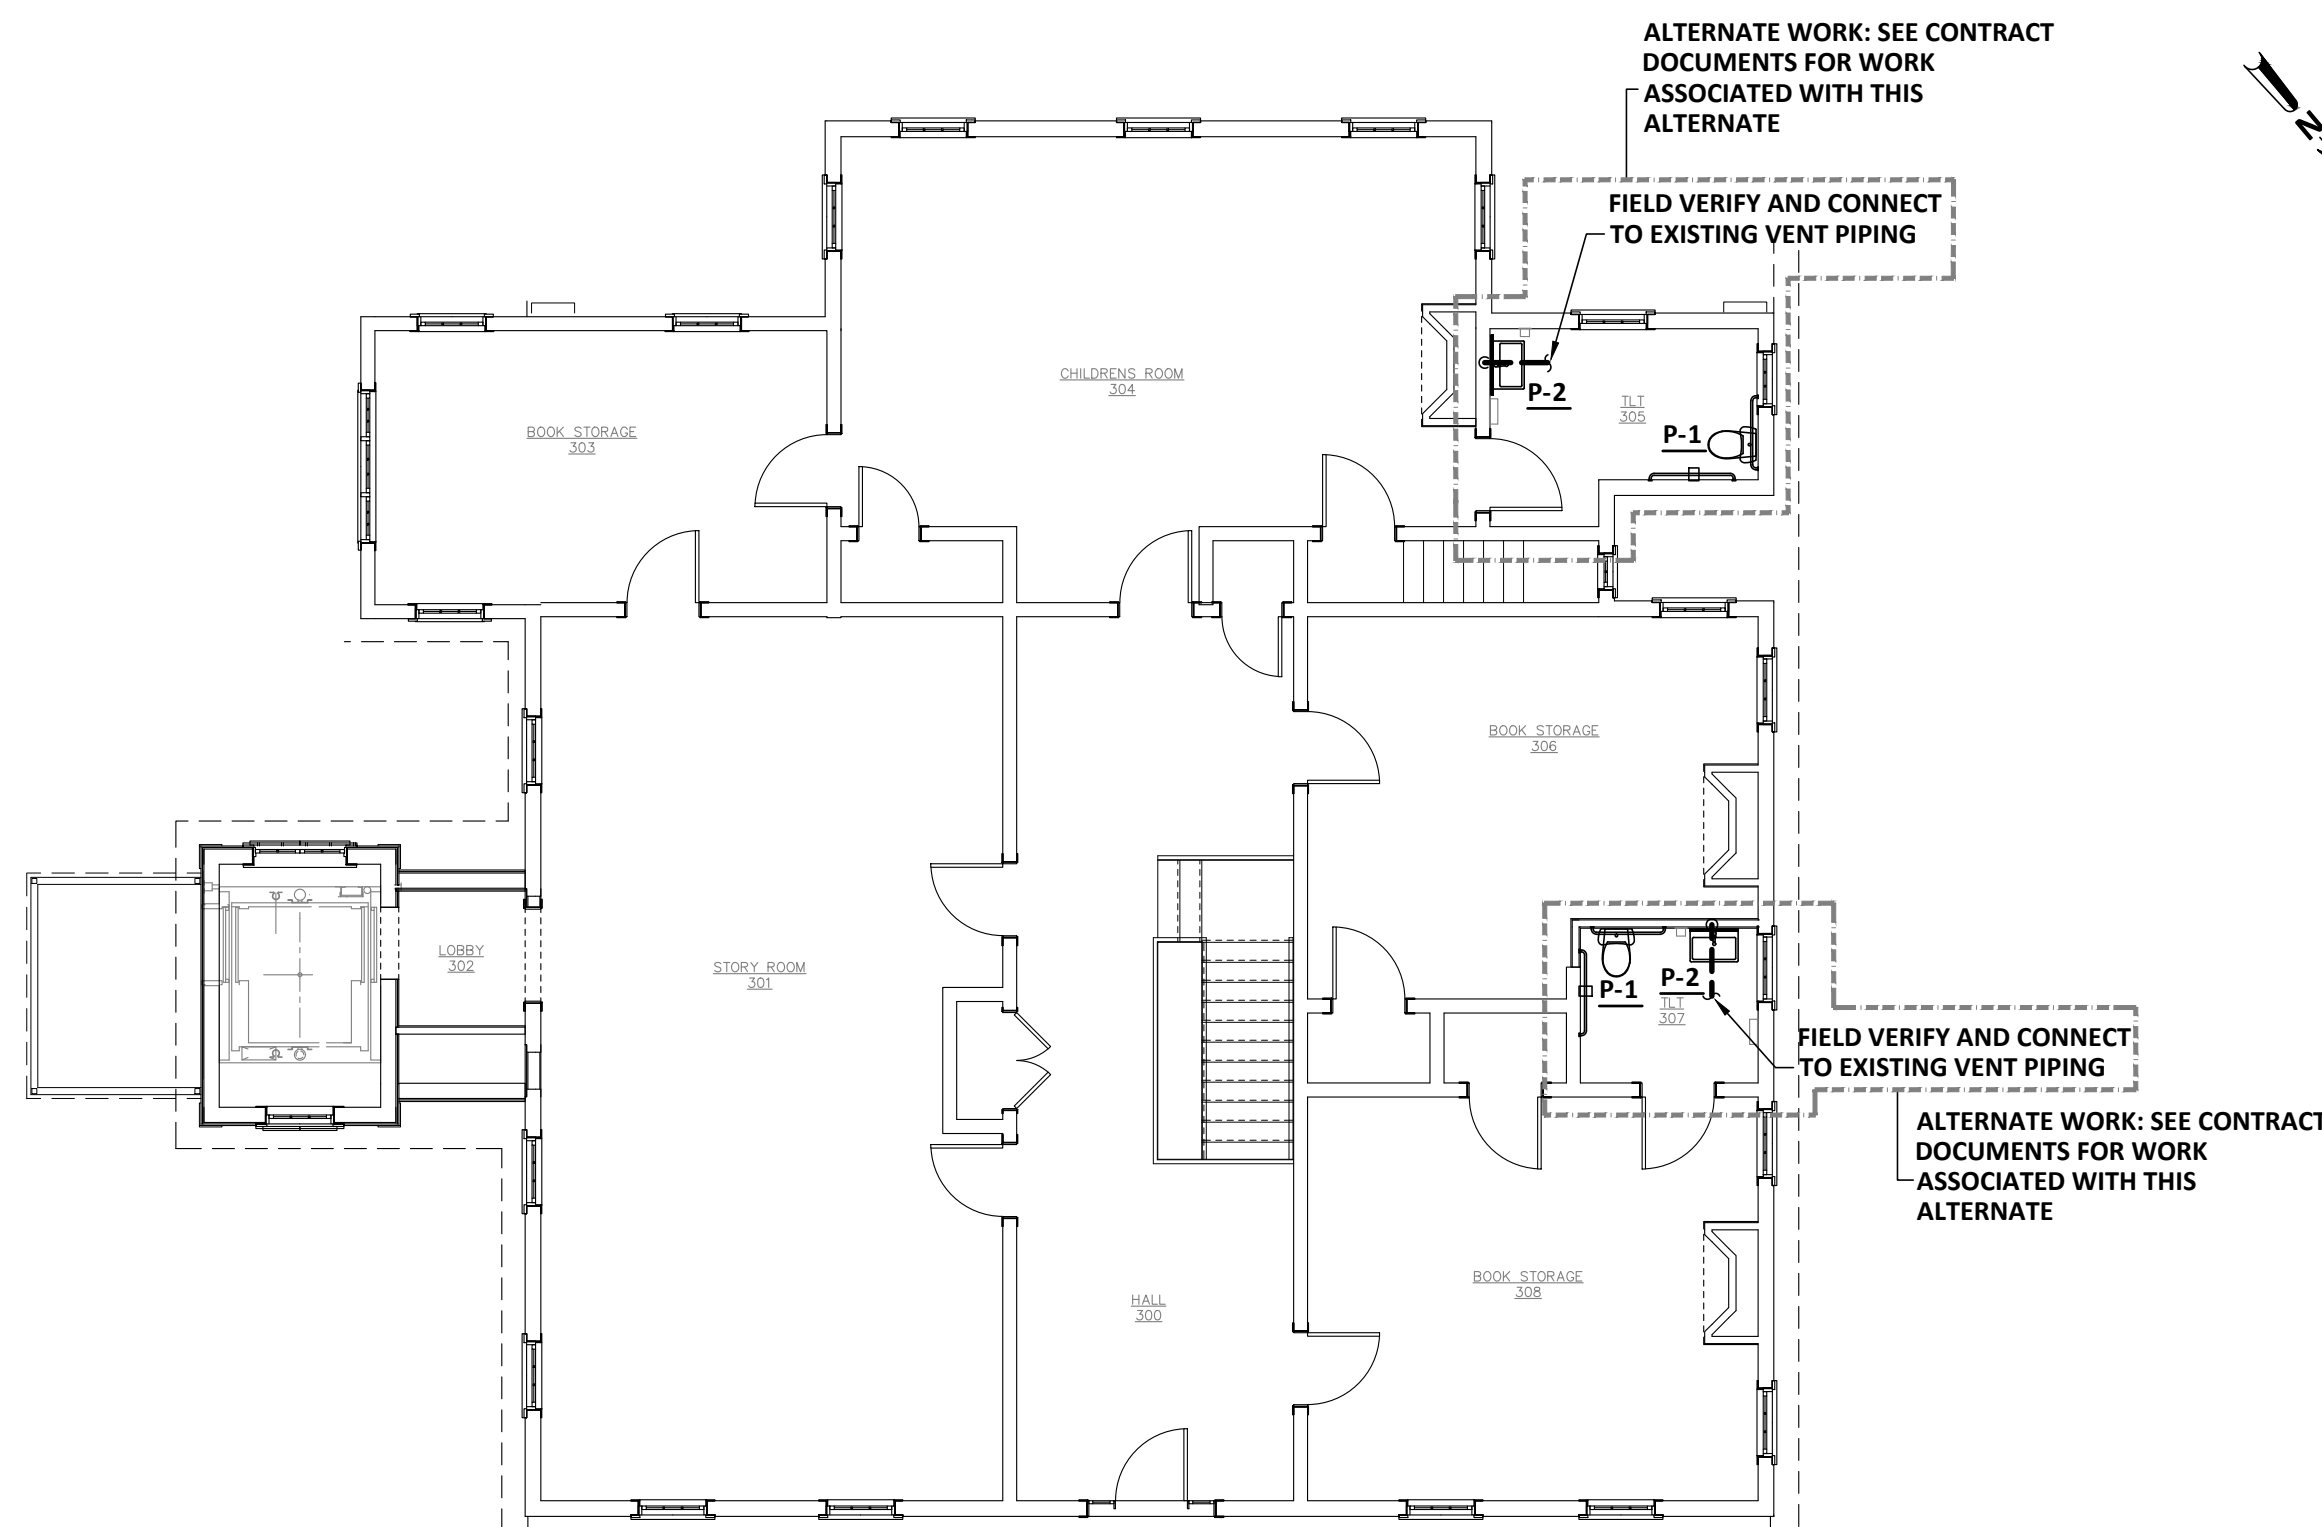 ALTERNATE WORK: SEE CONTRACT
DOCUMENTS FOR WORK
ASSOCIATED WITH THIS
ALTERNATE
N
FIELD VERIFY AND CONNECT
TO EXISTING VENT PIPING
CHILDRENS ROOM
304
P-2
TLT
305
P-1
BOOK STORAGE
303
BOOK STORAGE
306
LOBBY
302
STORY ROOM
301
P-1
P-2
TLT
307
FIELD VERIFY AND CONNECT
TO EXISTING VENT PIPING
ALTERNATE WORK: SEE CONTRACT
DOCUMENTS FOR WORK
ASSOCIATED WITH THIS
ALTERNATE
BOOK STORAGE
308
HALL
300